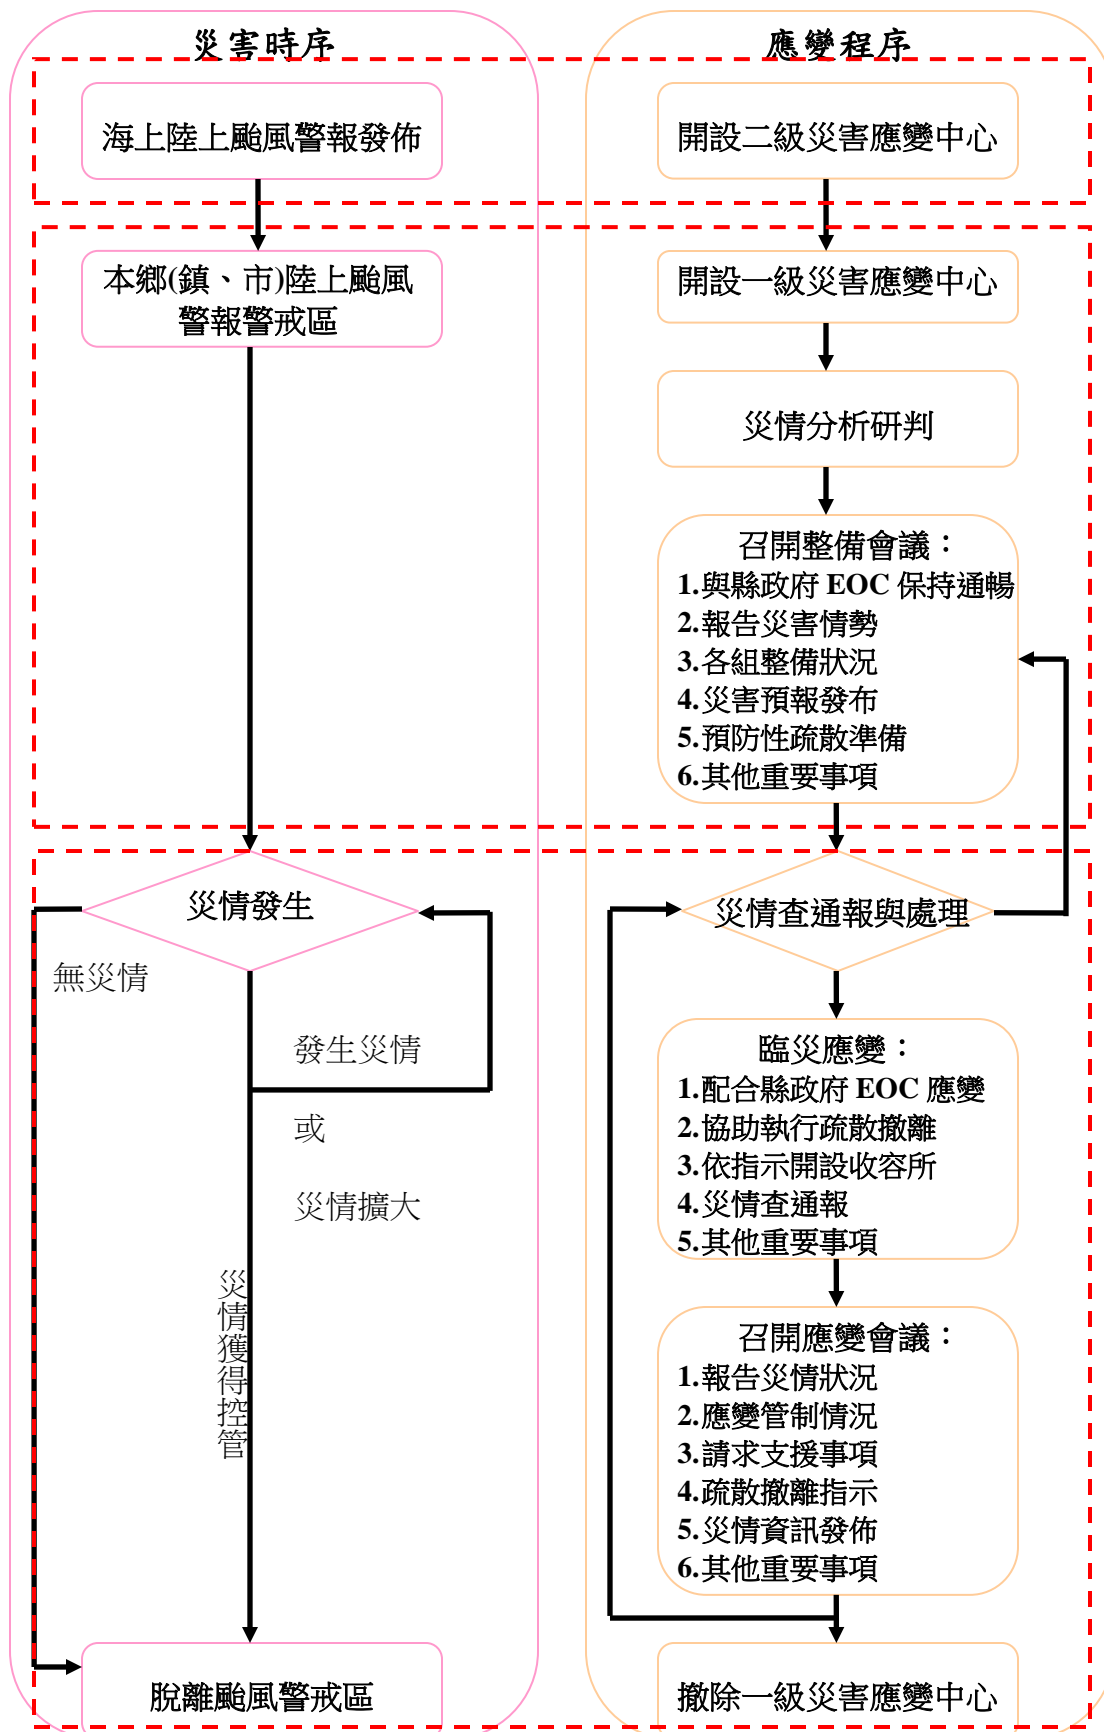 災害時序
海上陸上颱風警報發佈
本鄉(鎮、市)陸上颱風
警報警戒區
災情發生
無災情
發生災情
或
災情擴大
災情獲得控管
脫離颱風警戒區
應變程序
開設二級災害應變中心
開設一級災害應變中心
災情分析研判
召開整備會議：
1.與縣政府 EOC 保持通暢
2.報告災害情勢
3.各組整備狀況
4.災害預報發布
5.預防性疏散準備
6.其他重要事項
災情查通報與處理
臨災應變：
1.配合縣政府 EOC 應變
2.協助執行疏散撤離
3.依指示開設收容所
4.災情查通報
5.其他重要事項
召開應變會議：
1.報告災情狀況
2.應變管制情況
3.請求支援事項
4.疏散撤離指示
5.災情資訊發佈
6.其他重要事項
撤除一級災害應變中心